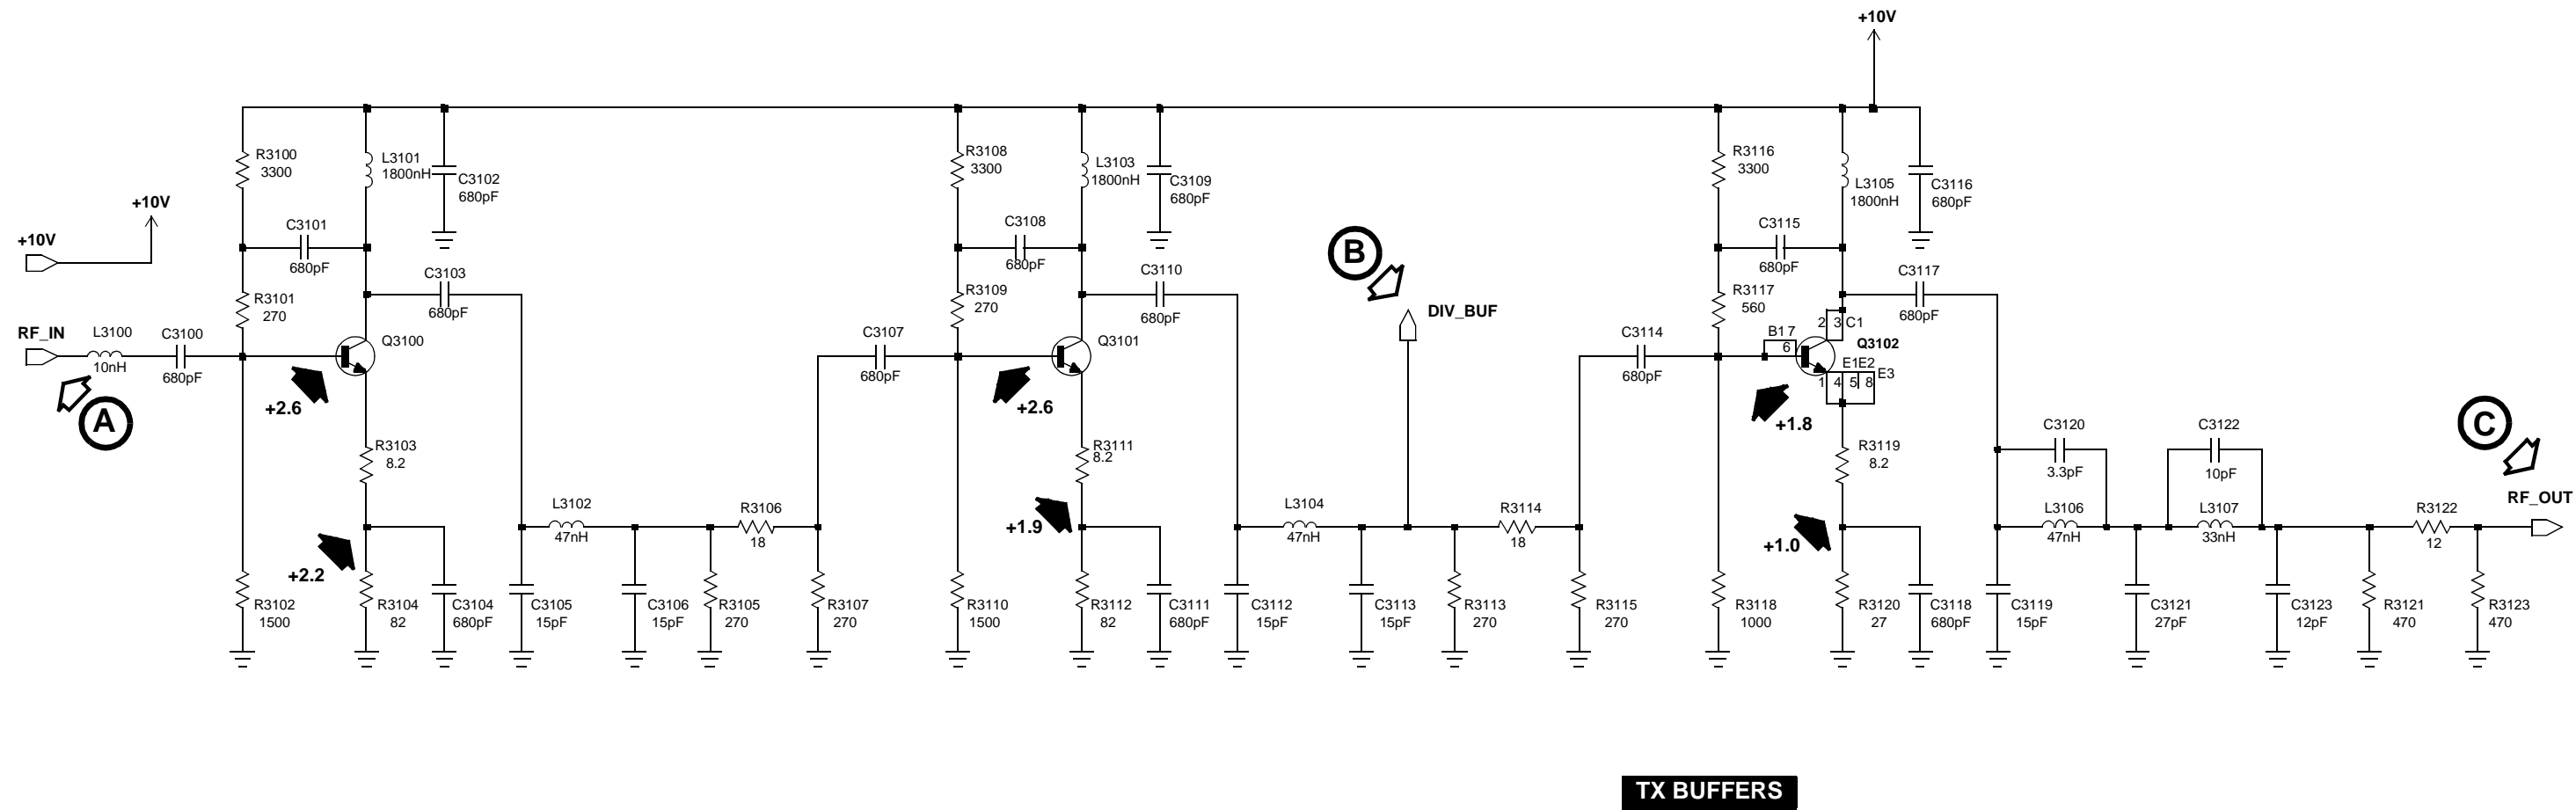 +10V
R3100
3300
L3101
1800nH
C3102
680pF
R3108
3300
L3103
1800nH
C3109
680pF
R3116
3300
L3105
1800nH
C3116
680pF
+10V
+10V
C3101
680pF
C3108
680pF
C3115
680pF
B
DIV_BUF
C3103
680pF
C3110
680pF
C3117
680pF
R3101
270
R3109
270
R3117
560
RF_IN
L3100
10nH
C3100
680pF
Q3100
C3107
680pF
Q3101
C3114
680pF
2 3 C1
B1 7
6
Q3102
E1E2
E3
1 4 5 8
A
+2.6
+2.6
+1.8
R3103
8.2
R3111
8.2
R3119
8.2
C3120
3.3pF
C3122
10pF
C
RF_OUT
L3102
47nH
R3106
18
+1.9
L3104
47nH
R3114
18
+1.0
L3106
47nH
L3107
33nH
R3122
12
+2.2
R3102
1500
R3104
82
C3104
680pF
C3105
15pF
C3106
15pF
R3105
270
R3107
270
R3110
1500
R3112
82
C3111
680pF
C3112
15pF
C3113
15pF
R3113
270
R3115
270
R3118
1000
R3120
27
C3118
680pF
C3119
15pF
C3121
27pF
C3123
12pF
R3121
470
R3123
470
TX BUFFERS